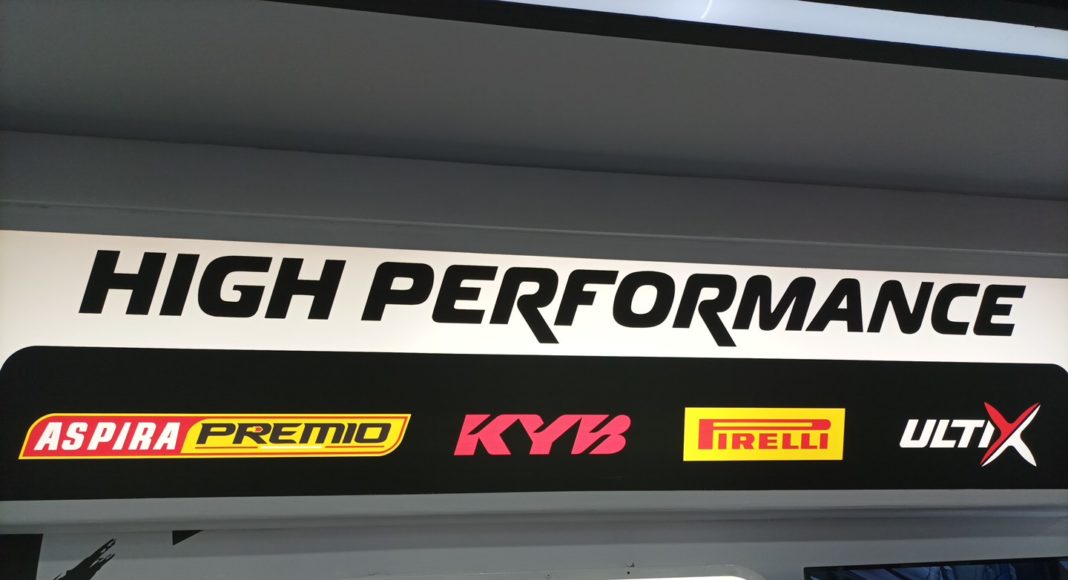 HIGH PERFORMANCE
ASPIRA PREMIO KYB PIRELLI ULTIX